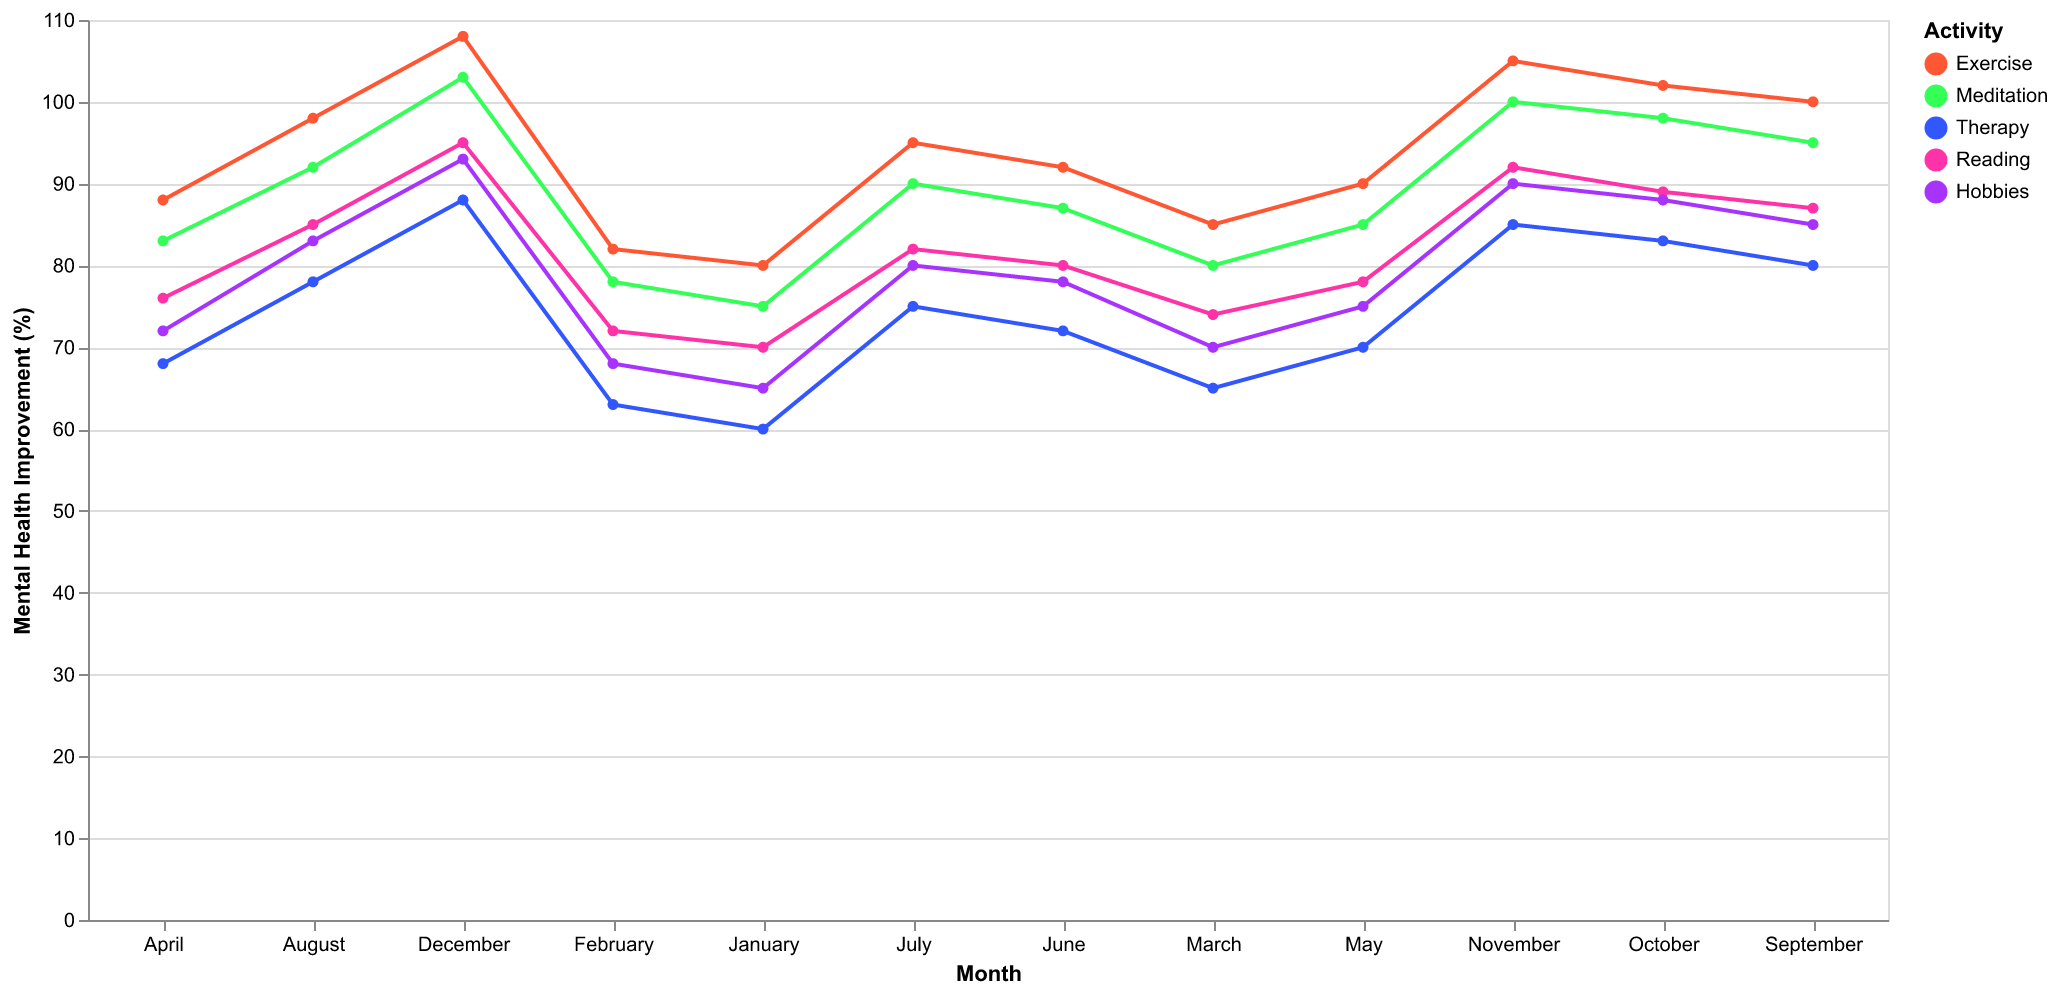 110
100
90
80
70
60
50
40
30
20
10
0
Mental Health Improvement (%)
April August December February January July June March May November October September
Month
Activity
Exercise
Meditation
Therapy
Reading
Hobbies